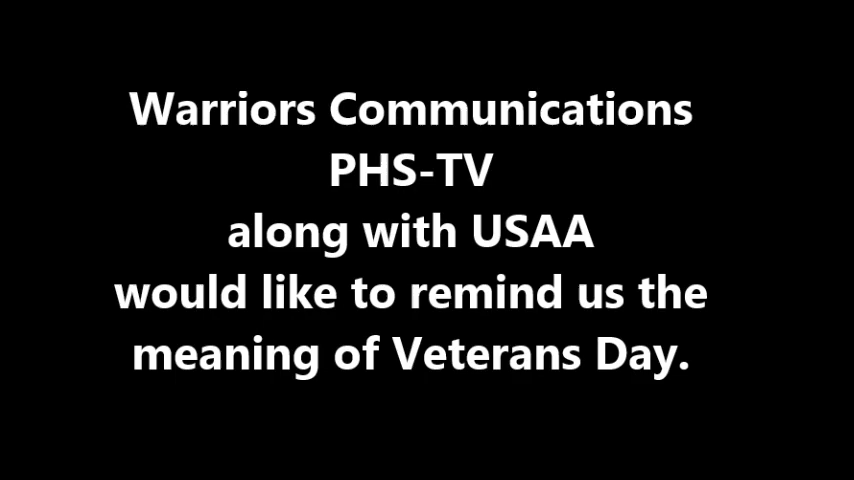 Warriors Communications
PHS-TV
along with USAA
would like to remind us the
meaning of Veterans Day.